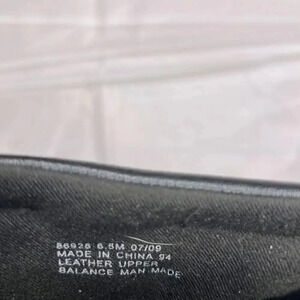 86928 6.5M 07/09
MADE IN CHINA 94
LEATHER UPPER
BALANCE MAN MADE